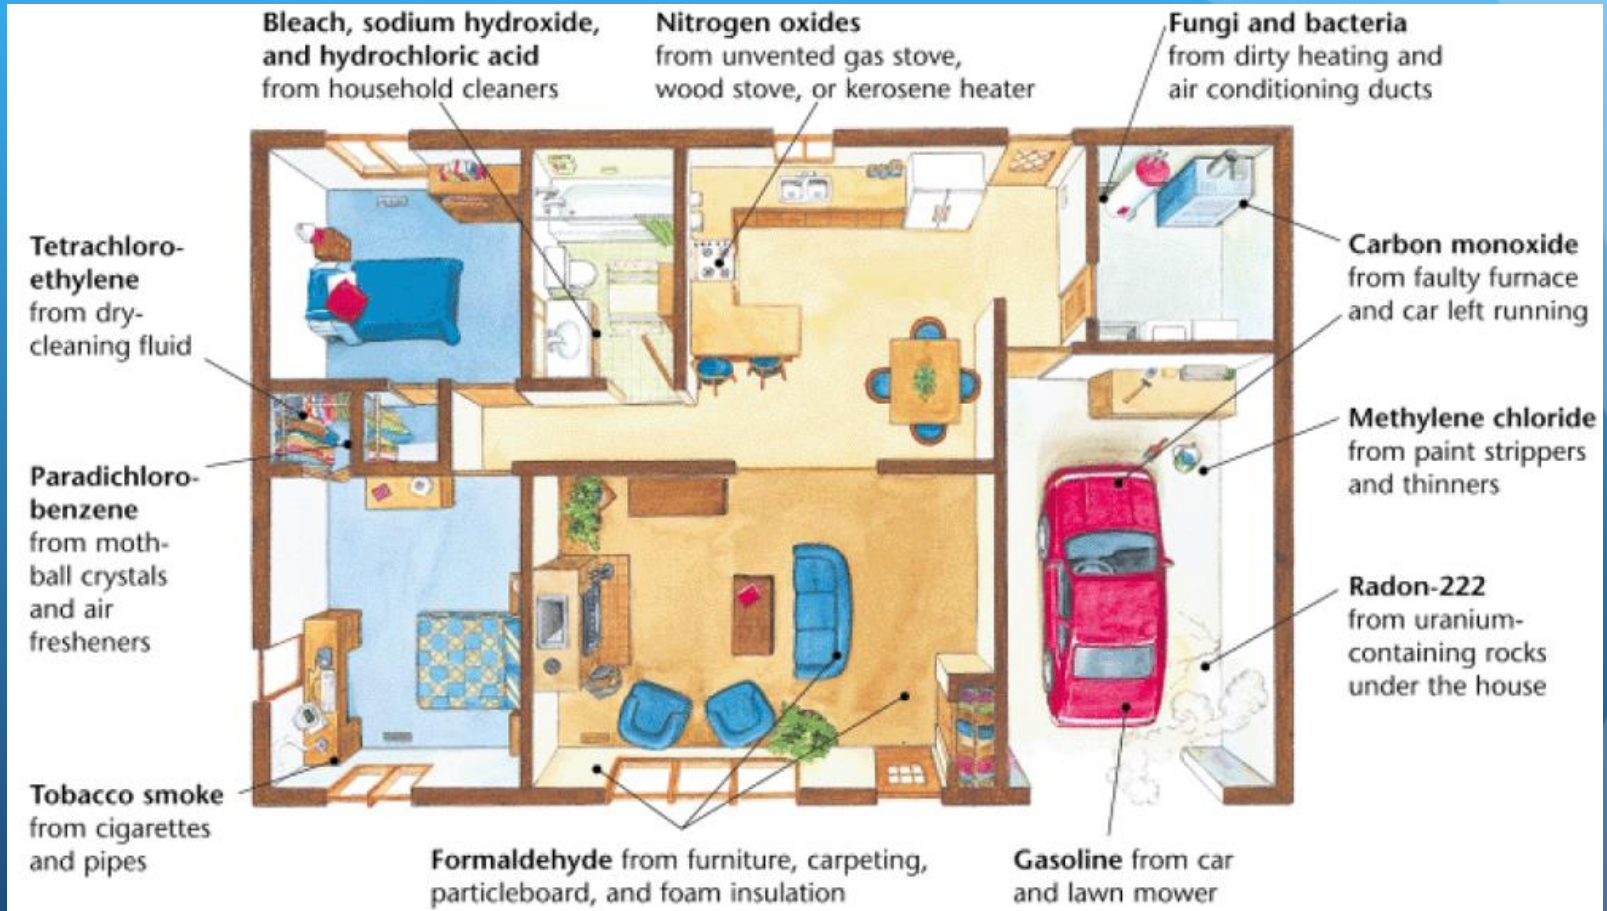 Bleach, sodium hydroxide,
and hydrochloric acid
from household cleaners
Nitrogen oxides
from unvented gas stove,
wood stove, or kerosene heater
Fungi and bacteria
from dirty heating and
air conditioning ducts
Tetrachloro-
ethylene
from dry-
cleaning fluid
Carbon monoxide
from faulty furnace
and car left running
Methylene chloride
from paint strippers
and thinners
Paradichloro-
benzene
from moth-
ball crystals
and air
fresheners
Radon-222
from uranium-
containing rocks
under the house
Tobacco smoke
from cigarettes
and pipes
Formaldehyde from furniture, carpeting,
particleboard, and foam insulation
Gasoline from car
and lawn mower